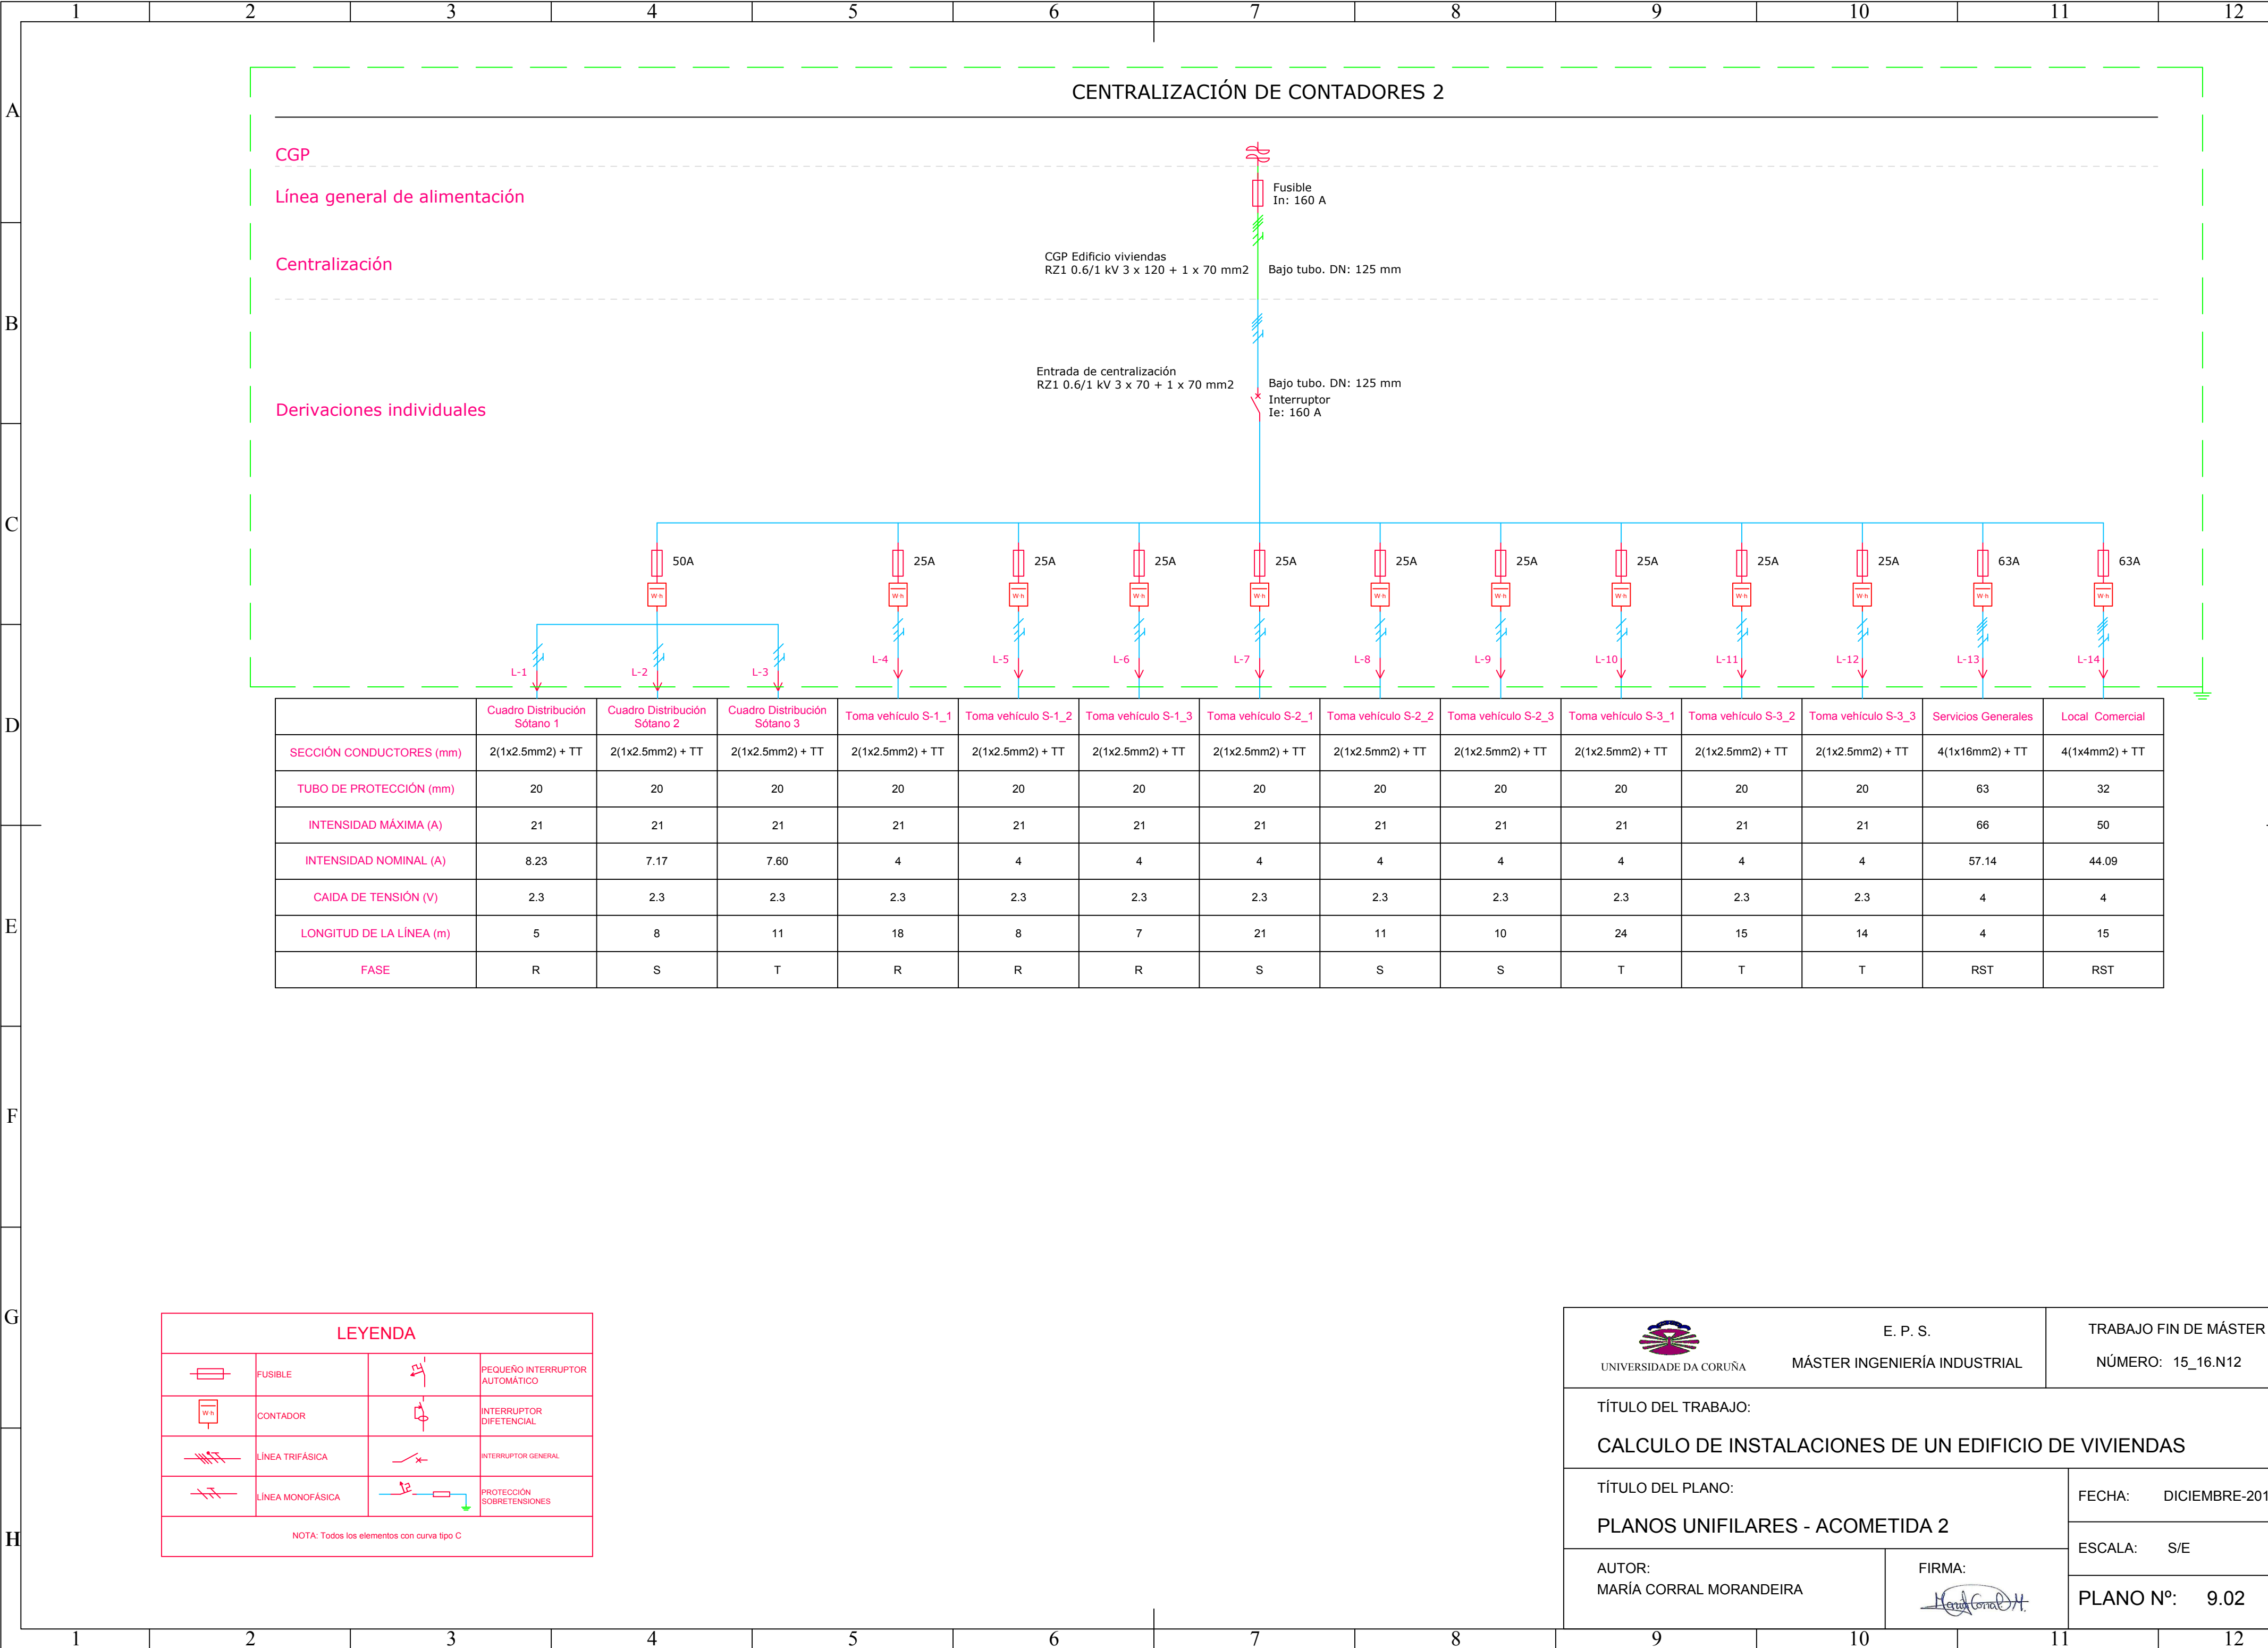 1 2 3 4 5 6 7 8 9 10 11 12
A
B
C
D
E
F
G
H
CENTRALIZACIÓN DE CONTADORES 2
CGP
Línea general de alimentación
Fusible
In: 160 A
Centralización
CGP Edificio viviendas
RZ1 0.6/1 kV 3 x 120 + 1 x 70 mm2
Bajo tubo. DN: 125 mm
Entrada de centralización
RZ1 0.6/1 kV 3 x 70 + 1 x 70 mm2
Bajo tubo. DN: 125 mm
Interruptor
Ie: 160 A
Derivaciones individuales
50A 25A 25A 25A 25A 25A 25A 25A 25A 25A 63A 63A
W·h W·h W·h W·h W·h W·h W·h W·h W·h W·h W·h W·h
L-1 L-2 L-3 L-4 L-5 L-6 L-7 L-8 L-9 L-10 L-11 L-12 L-13 L-14
Cuadro Distribución Sótano 1 Cuadro Distribución Sótano 2 Cuadro Distribución Sótano 3 Toma vehículo S-1_1 Toma vehículo S-1_2 Toma vehículo S-1_3 Toma vehículo S-2_1 Toma vehículo S-2_2 Toma vehículo S-2_3 Toma vehículo S-3_1 Toma vehículo S-3_2 Toma vehículo S-3_3 Servicios Generales Local Comercial
SECCIÓN CONDUCTORES (mm) 2(1x2.5mm2) + TT 2(1x2.5mm2) + TT 2(1x2.5mm2) + TT 2(1x2.5mm2) + TT 2(1x2.5mm2) + TT 2(1x2.5mm2) + TT 2(1x2.5mm2) + TT 2(1x2.5mm2) + TT 2(1x2.5mm2) + TT 2(1x2.5mm2) + TT 2(1x2.5mm2) + TT 2(1x2.5mm2) + TT 4(1x16mm2) + TT 4(1x4mm2) + TT
TUBO DE PROTECCIÓN (mm) 20 20 20 20 20 20 20 20 20 20 20 20 63 32
INTENSIDAD MÁXIMA (A) 21 21 21 21 21 21 21 21 21 21 21 21 66 50
INTENSIDAD NOMINAL (A) 8.23 7.17 7.60 4 4 4 4 4 4 4 4 4 57.14 44.09
CAIDA DE TENSIÓN (V) 2.3 2.3 2.3 2.3 2.3 2.3 2.3 2.3 2.3 2.3 2.3 2.3 4 4
LONGITUD DE LA LÍNEA (m) 5 8 11 18 8 7 21 11 10 24 15 14 4 15
FASE R S T R R R S S S T T T RST RST
LEYENDA
FUSIBLE
PEQUEÑO INTERRUPTOR
AUTOMÁTICO
W·h
CONTADOR
INTERRUPTOR
DIFETENCIAL
LÍNEA TRIFÁSICA
INTERRUPTOR GENERAL
LÍNEA MONOFÁSICA
PROTECCIÓN
SOBRETENSIONES
NOTA: Todos los elementos con curva tipo C
UNIVERSIDADE DA CORUÑA
E. P. S.
MÁSTER INGENIERÍA INDUSTRIAL
TRABAJO FIN DE MÁSTER
NÚMERO: 15_16.N12
TÍTULO DEL TRABAJO:
CALCULO DE INSTALACIONES DE UN EDIFICIO DE VIVIENDAS
TÍTULO DEL PLANO:
PLANOS UNIFILARES - ACOMETIDA 2
FECHA: DICIEMBRE-201
ESCALA: S/E
AUTOR:
MARÍA CORRAL MORANDEIRA
FIRMA:
María Corral M.
PLANO Nº: 9.02
1 2 3 4 5 6 7 8 9 10 11 12